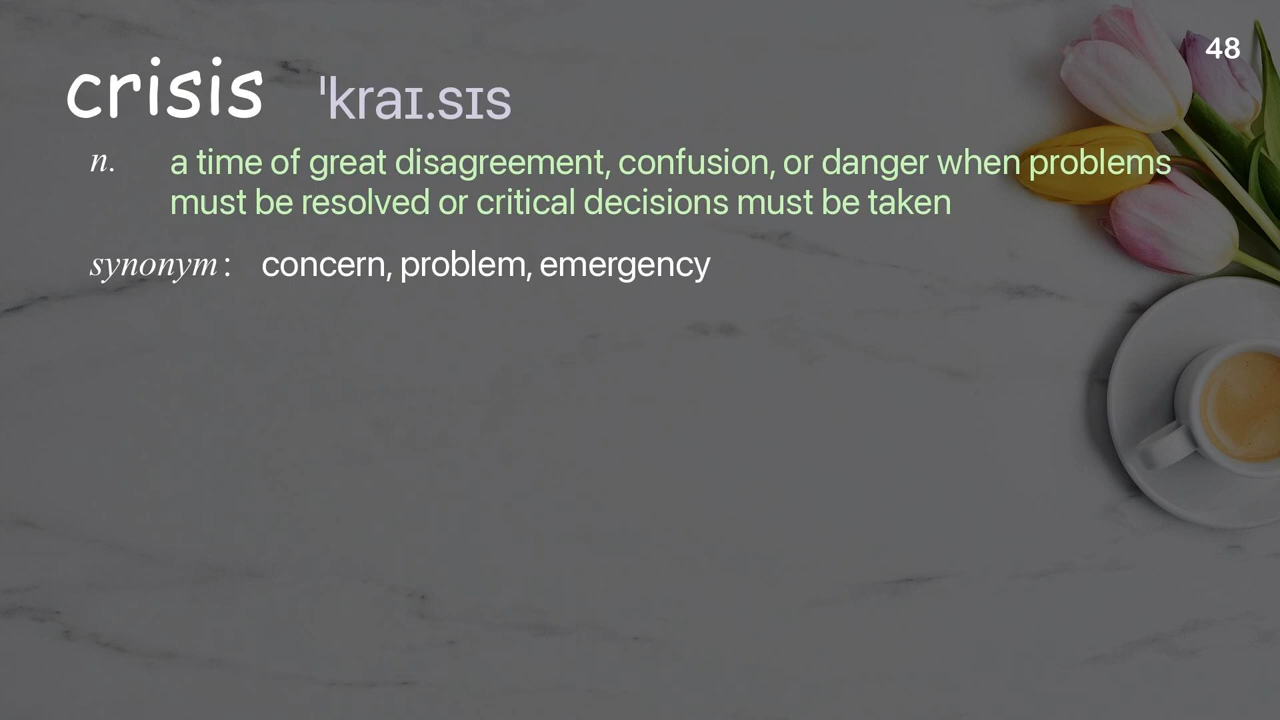 48
crisis ˈkraɪ.sɪs
n. a time of great disagreement, confusion, or danger when problems
must be resolved or critical decisions must be taken
synonym : concern, problem, emergency